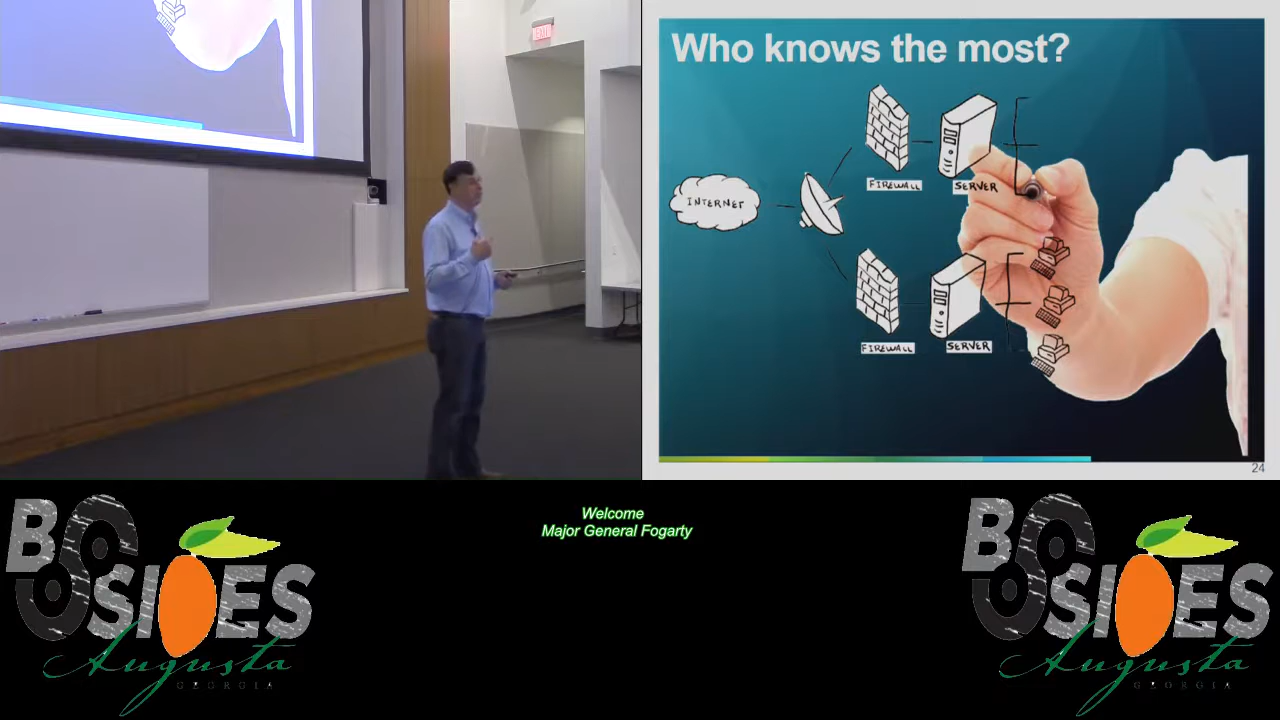 EXIT
Who knows the most?
INTERNET
FIREWALL
SERVER
FIREWALL
SERVER
24
Welcome
Major General Fogarty
BSIDES
Augusta
GEORGIA
BSIDES
Augusta
GEORGIA